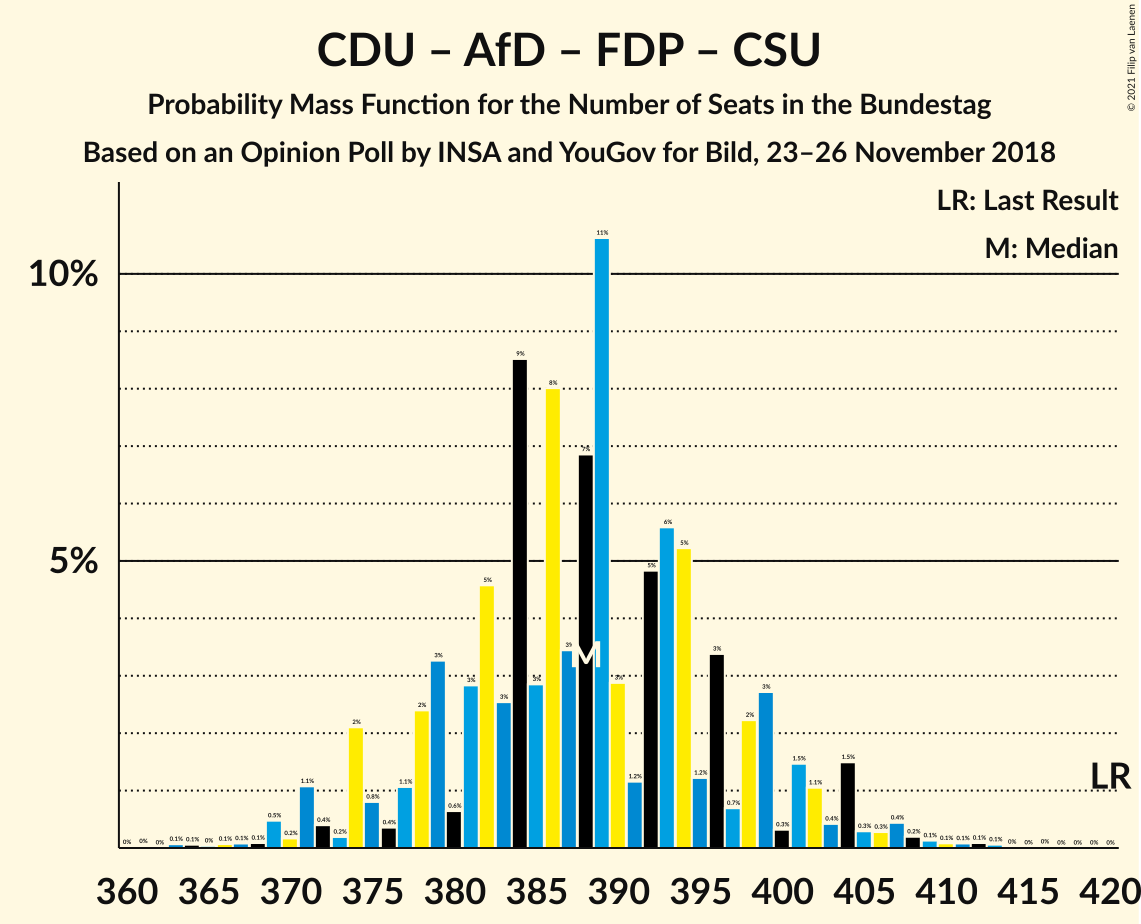 CDU – AfD – FDP – CSU
Probability Mass Function for the Number of Seats in the Bundestag
Based on an Opinion Poll by INSA and YouGov for Bild, 23–26 November 2018
© 2021 Filip van Laenen
LR: Last Result
M: Median
10%
5%
0% 0% 0% 0.1% 0.1% 0% 0.1% 0.1% 0.1% 0.5% 0.2% 1.1% 0.4% 0.2% 2% 0.8% 0.4% 1.1% 2% 3% 0.6% 3% 5% 3% 9% 3% 8% 3% 7% 11% 3% 1.2% 5% 6% 5% 1.2% 3% 0.7% 2% 3% 0.3% 1.5% 1.1% 0.4% 1.5% 0.3% 0.3% 0.4% 0.2% 0.1% 0.1% 0.1% 0.1% 0.1% 0% 0% 0% 0% 0% 0% 0%
M
LR
360 365 370 375 380 385 390 395 400 405 410 415 420